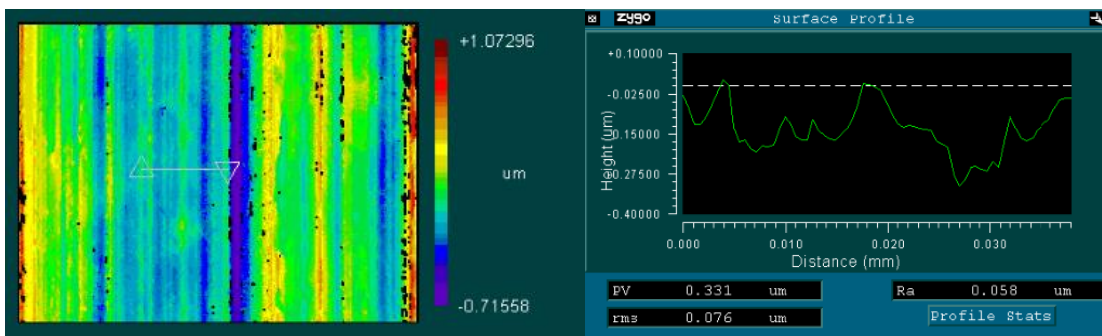 +1.07296
um
-0.71558
zygo
Surface Profile
+0.10000
-0.02500
-0.15000
-0.27500
-0.40000
Height (um)
0.000 0.010 0.020 0.030
Distance (mm)
PV 0.331 um
Ra 0.058 um
rms 0.076 um
Profile Stats